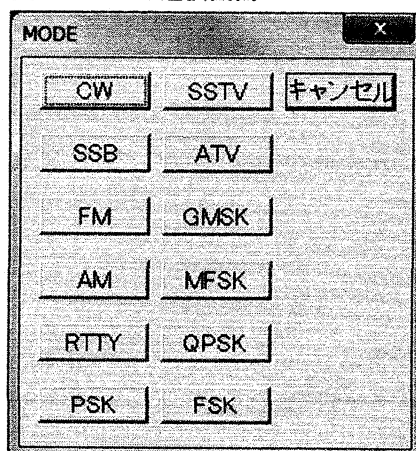 MODE
CW SSTV キャンセル
SSB ATV
FM GMSK
AM MFSK
RTTY QPSK
PSK FSK